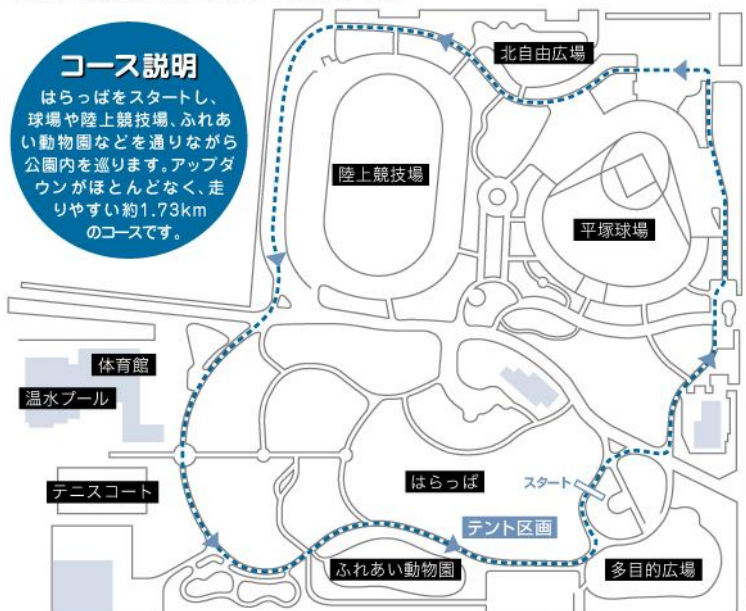 コース説明
はらっぱをスタートし、
球場や陸上競技場、ふれあ
い動物園などを通りながら
公園内を巡ります。アップダ
ウンがほとんどなく、走
りやすい約1.73km
のコースです。
北自由広場
陸上競技場
平塚球場
体育館
温水プール
テニスコート
はらっぱ
スタート
テント区画
ふれあい動物園
多目的広場